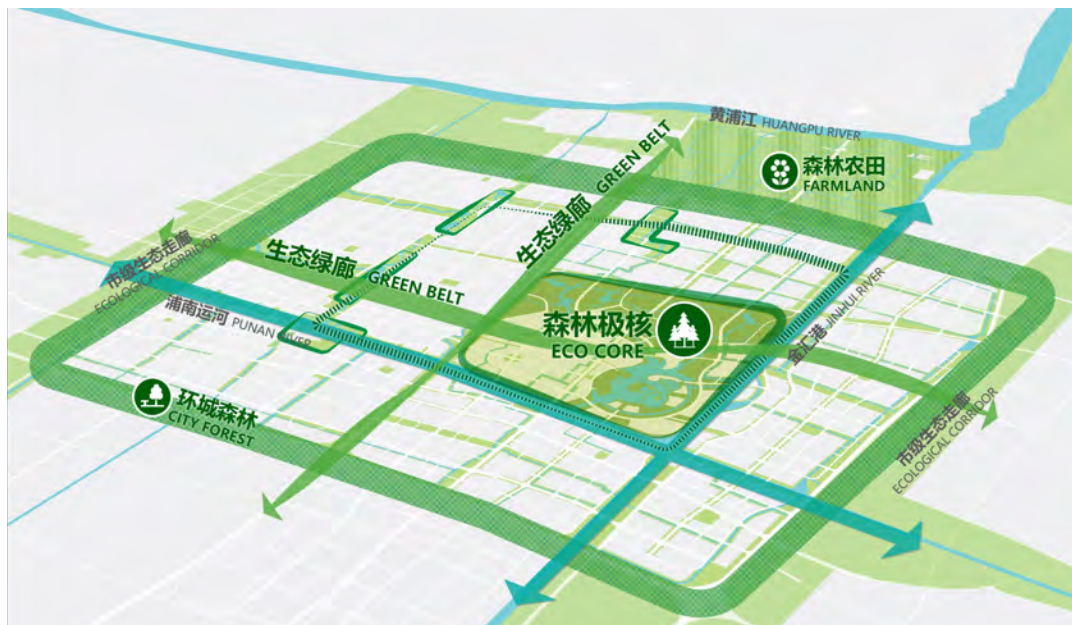 黄浦江 HUANGPU RIVER
森林农田
FARMLAND
生态绿廊 GREEN BELT
市级生态走廊
ECOLOGICAL CORRIDOR
生态绿廊 GREEN BELT
浦南运河 PUNAN RIVER
森林极核
ECO CORE
金汇港 JINHUI RIVER
环城森林
CITY FOREST
市级生态走廊
ECOLOGICAL CORRIDOR